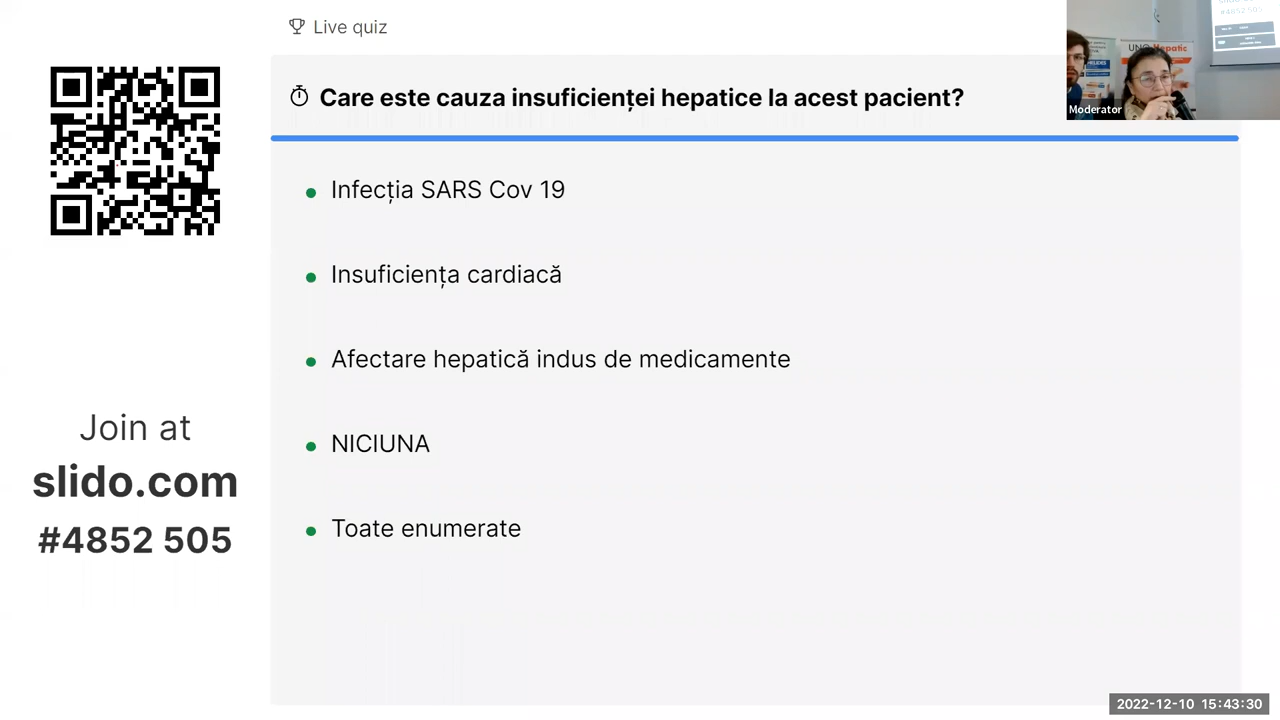 Live quiz
Care este cauza insuficienței hepatice la acest pacient?
Infecția SARS Cov 19
Insuficiența cardiacă
Afectare hepatică indus de medicamente
NICIUNA
Toate enumerate
Join at
slido.com
#4852 505
Hepatic
Moderator
2022-12-10 15:43:30